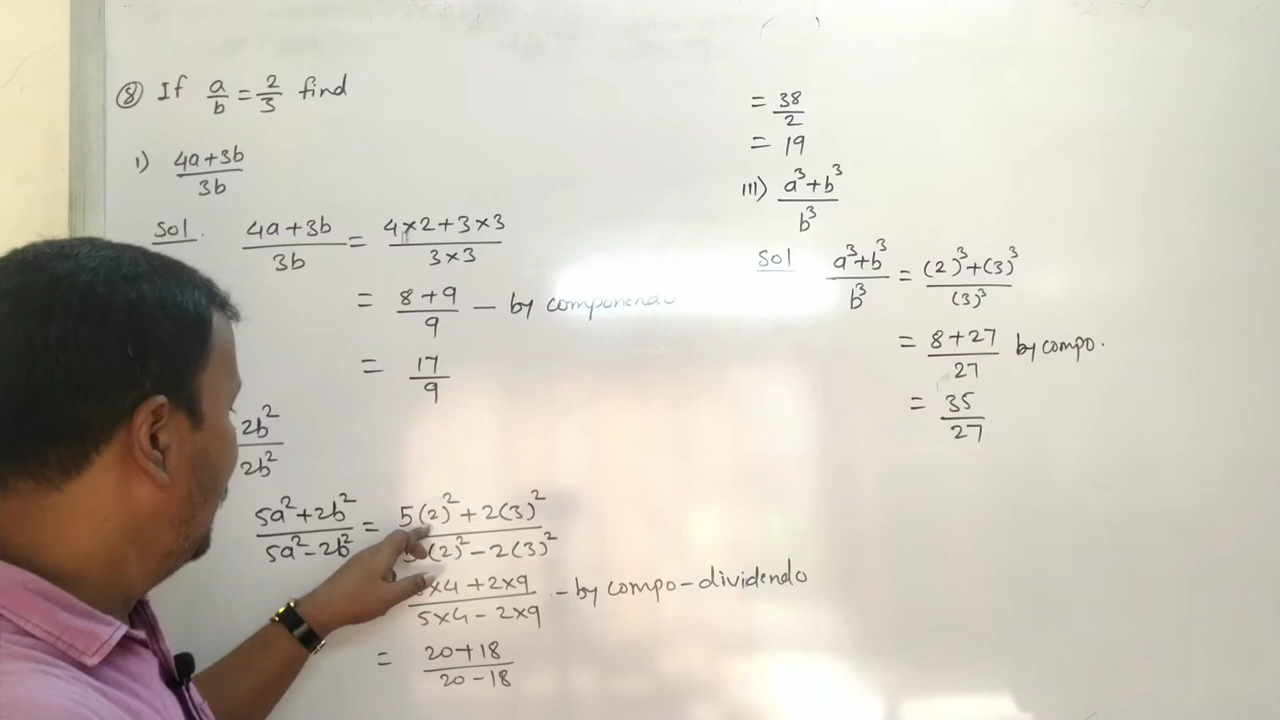 ⑧ If a/b = 2/3 find
i) (4a+3b)/3b
Sol. (4a+3b)/3b = (4×2+3×3)/(3×3)
= (8+9)/9 — by componendo
= 17/9
2b²/2b²
(5a²+2b²)/(5a²-2b²) = (5(2)²+2(3)²)/(5(2)²-2(3)²)
(5×4+2×9)/(5×4-2×9) - by compo-dividendo
= (20+18)/(20-18)
= 38/2
= 19
III) (a³+b³)/b³
Sol (a³+b³)/b³ = ((2)³+(3)³)/(3)³
= (8+27)/27 by compo.
= 35/27